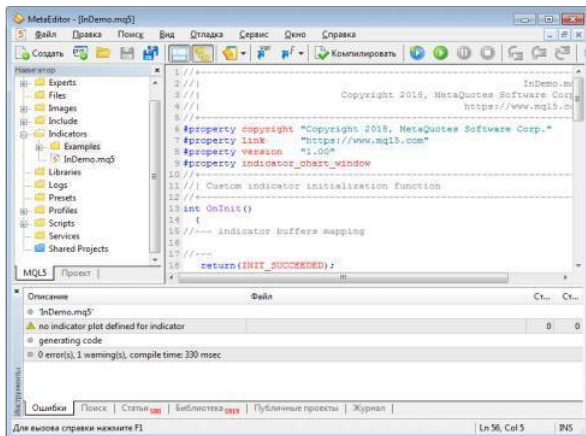 MetaEditor - [InDemo.mq5]
5 Файл Правка Поиск Вид Отладка Сервис Окно Справка
Создать Компилировать
Навигатор
Experts
Files
Images
Include
Indicators
Examples
InDemo.mq5
Libraries
Logs
Presets
Profiles
Scripts
Services
Shared Projects
MQL5 | Проект |
1 //+----
2 //| InDemo.m
3 //| Copyright 2018, MetaQuotes Software Corp
4 //| https://www.mql5.c
5 //+----
6 #property copyright "Copyright 2018, MetaQuotes Software Corp."
7 #property link "https://www.mql5.com"
8 #property version "1.00"
9 #property indicator_chart_window
10 //+----
11 //| Custom indicator initialization function
12 //+----
13 int OnInit()
14 {
15 //--- indicator buffers mapping
16
17 //---
18 return(INIT_SUCCEEDED);
Описание Файл Ст... Ст...
'InDemo.mq5'
no indicator plot defined for indicator 0 0
generating code
0 error(s), 1 warning(s), compile time: 330 msec
Инструменты
Ошибки | Поиск | Статьи | Библиотека | Публичные проекты | Журнал |
Для вызова справки нажмите F1 Ln 56, Col 5 INS